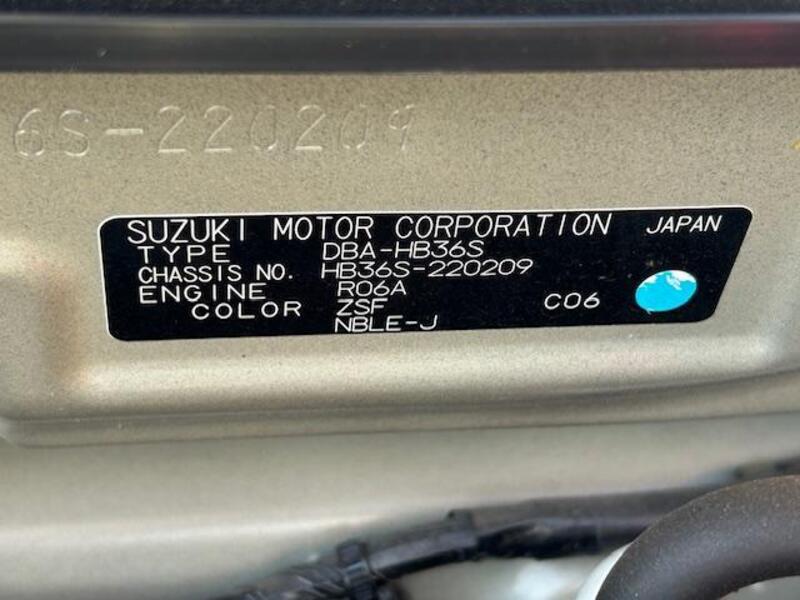 6S-220209
SUZUKI MOTOR CORPORATION JAPAN
TYPE DBA-HB36S
CHASSIS NO. HB36S-220209
ENGINE R06A
COLOR ZSF C06
NBLE-J